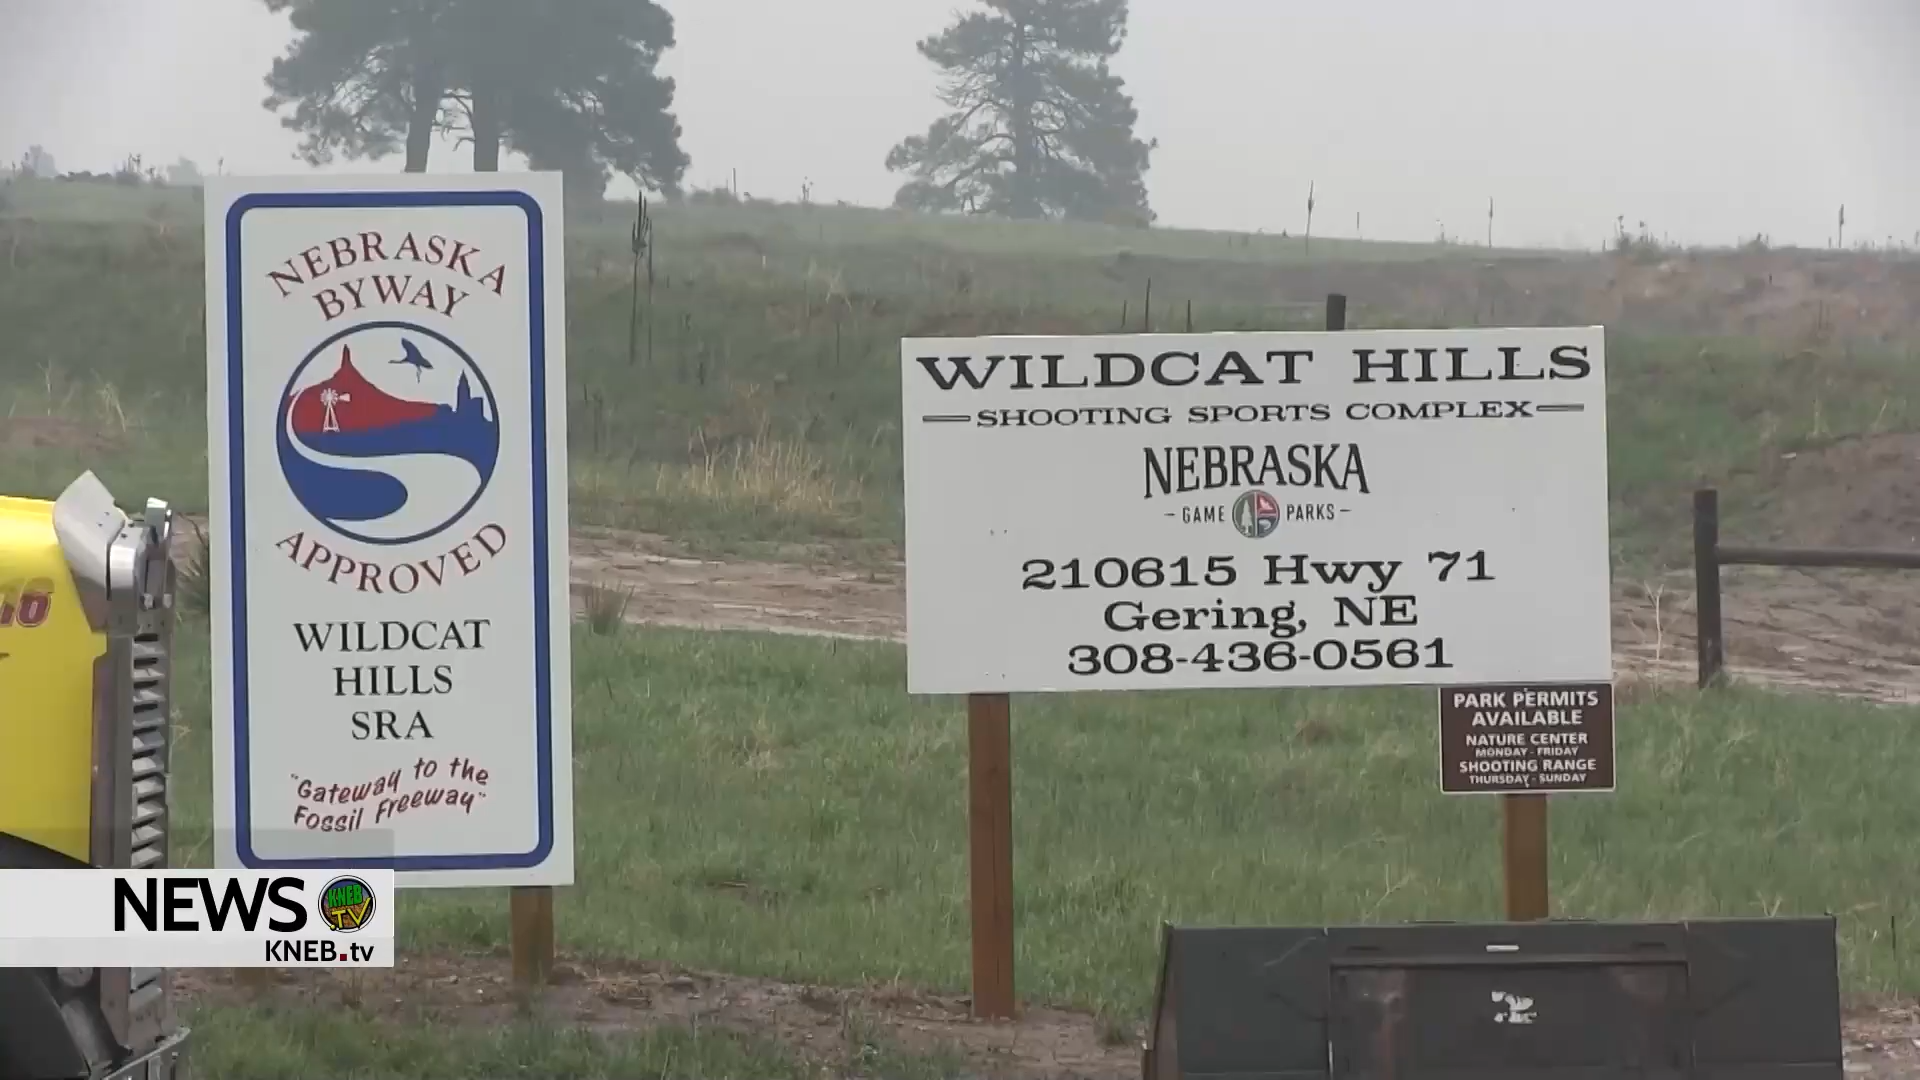 NEBRASKA
BYWAY
APPROVED
WILDCAT
HILLS
SRA
"Gateway to the
Fossil Freeway"
WILDCAT HILLS
SHOOTING SPORTS COMPLEX
NEBRASKA
- GAME PARKS -
210615 Hwy 71
Gering, NE
308-436-0561
PARK PERMITS
AVAILABLE
NATURE CENTER
MONDAY - FRIDAY
SHOOTING RANGE
THURSDAY - SUNDAY
NEWS KNEB TV
KNEB.tv